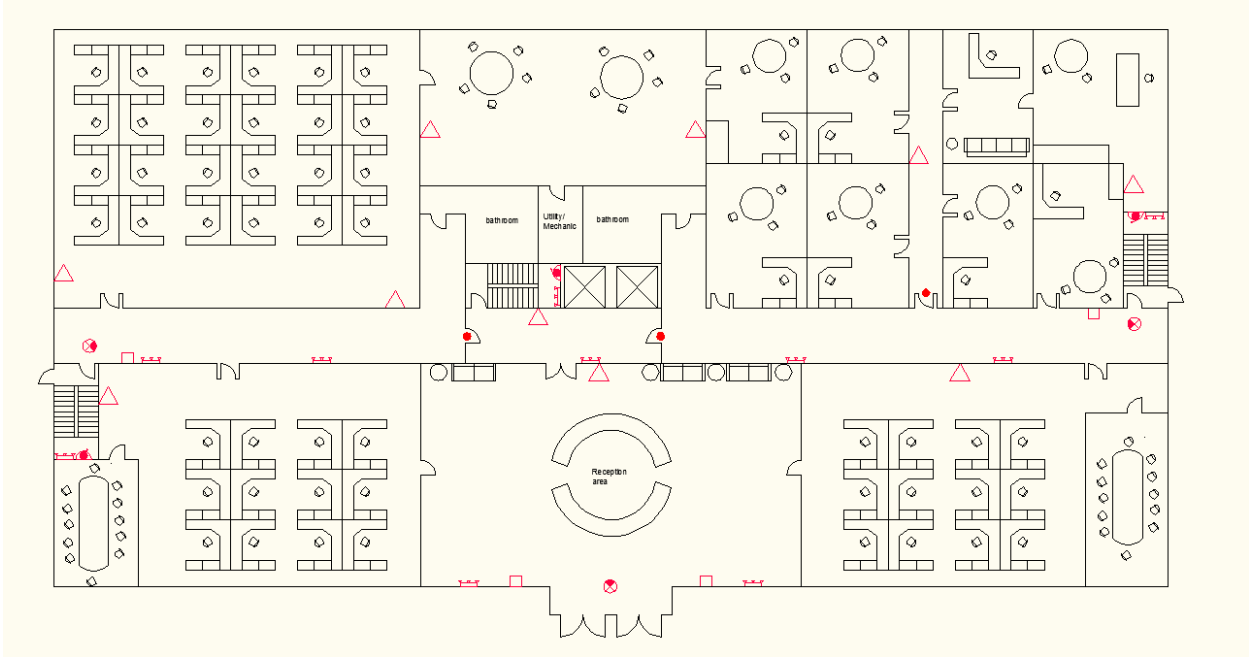 bathroom
Utility/
Mechanic
bathroom
Reception
area